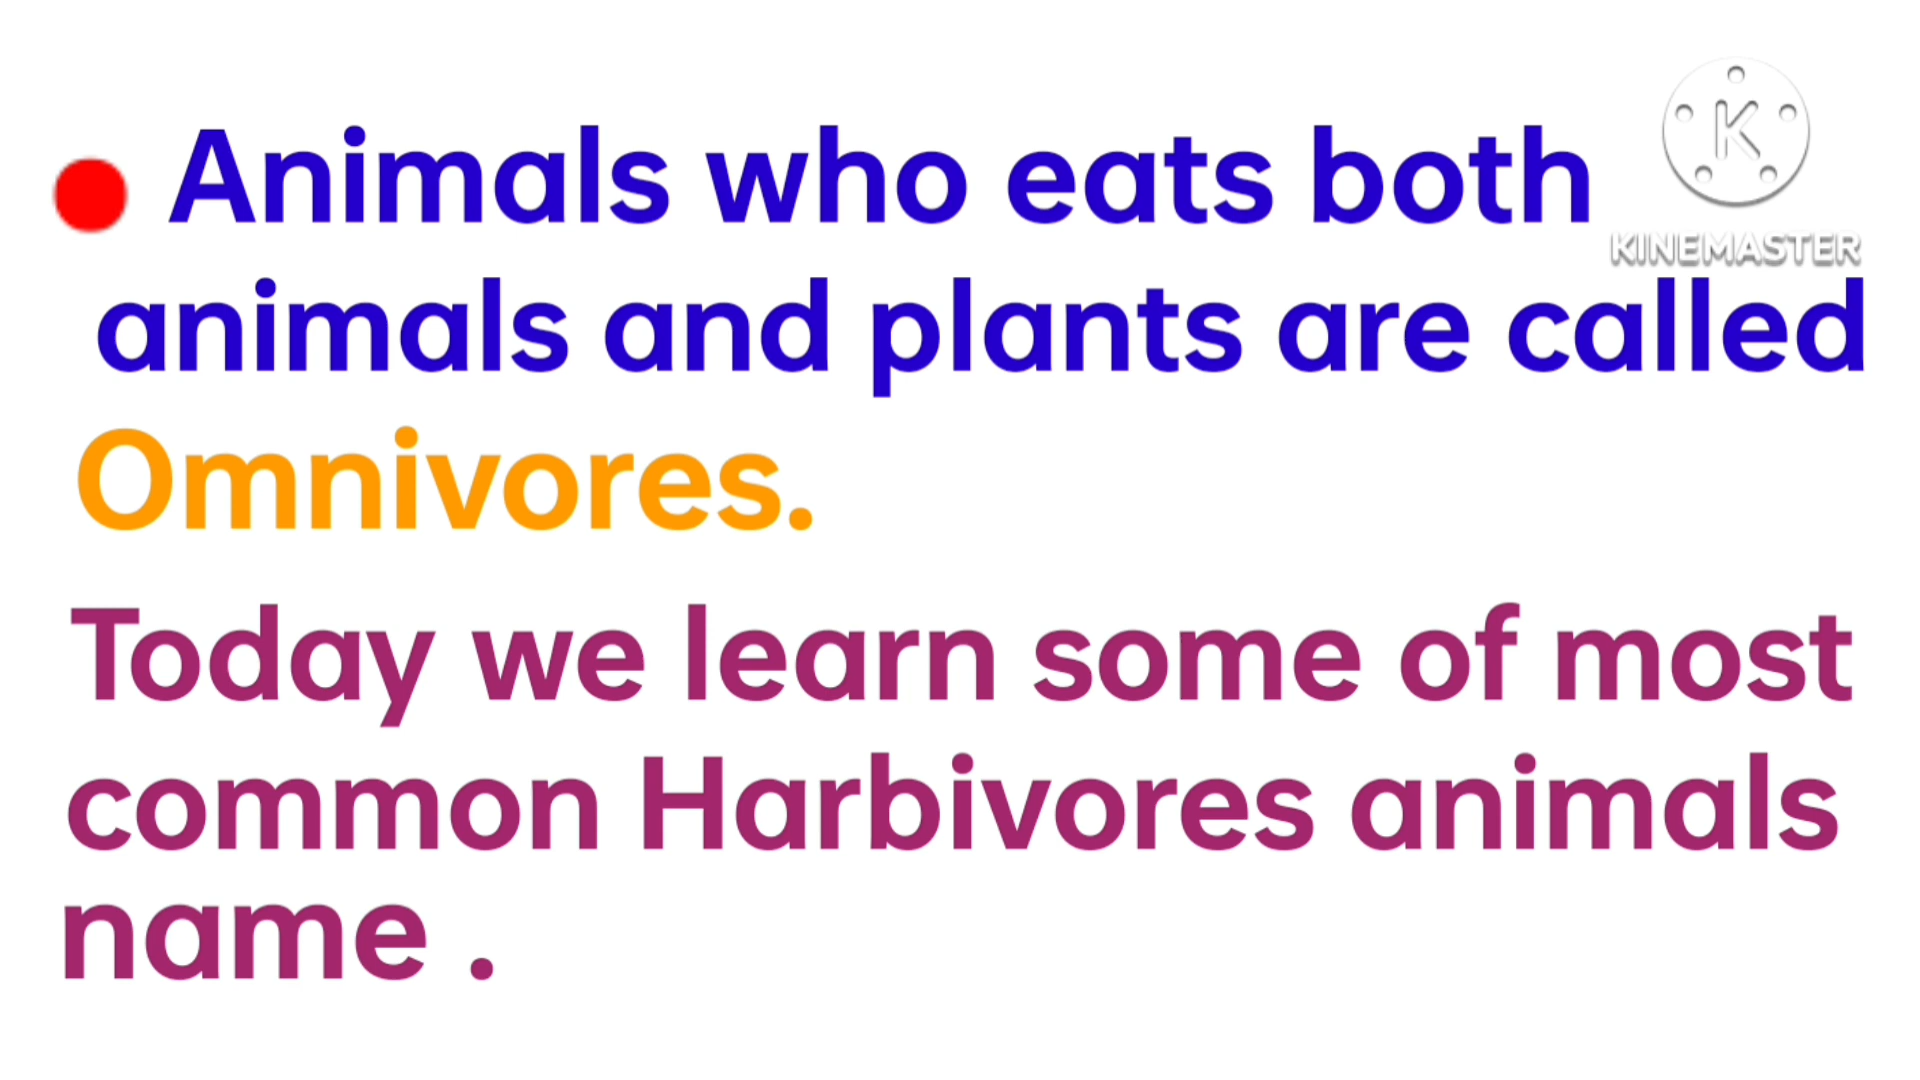 ● Animals who eats both
K
KINEMASTER
animals and plants are called
Omnivores.
Today we learn some of most
common Harbivores animals
name .